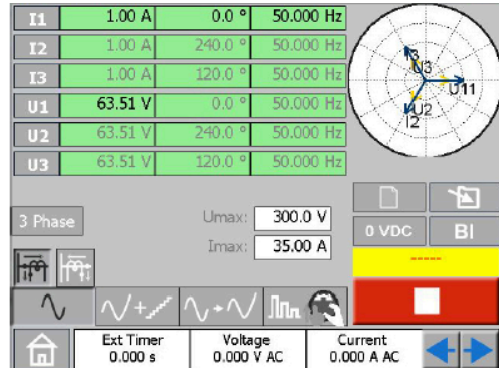 I1 1.00 A 0.0 ° 50.000 Hz
I2 1.00 A 240.0 ° 50.000 Hz
I3 1.00 A 120.0 ° 50.000 Hz
U1 63.51 V 0.0 ° 50.000 Hz
U2 63.51 V 240.0 ° 50.000 Hz
U3 63.51 V 120.0 ° 50.000 Hz
I3
U3
U1I1
U2
I2
3 Phase
Umax: 300.0 V
Imax: 35.00 A
0 VDC BI
-----
Ext Timer
0.000 s
Voltage
0.000 V AC
Current
0.000 A AC